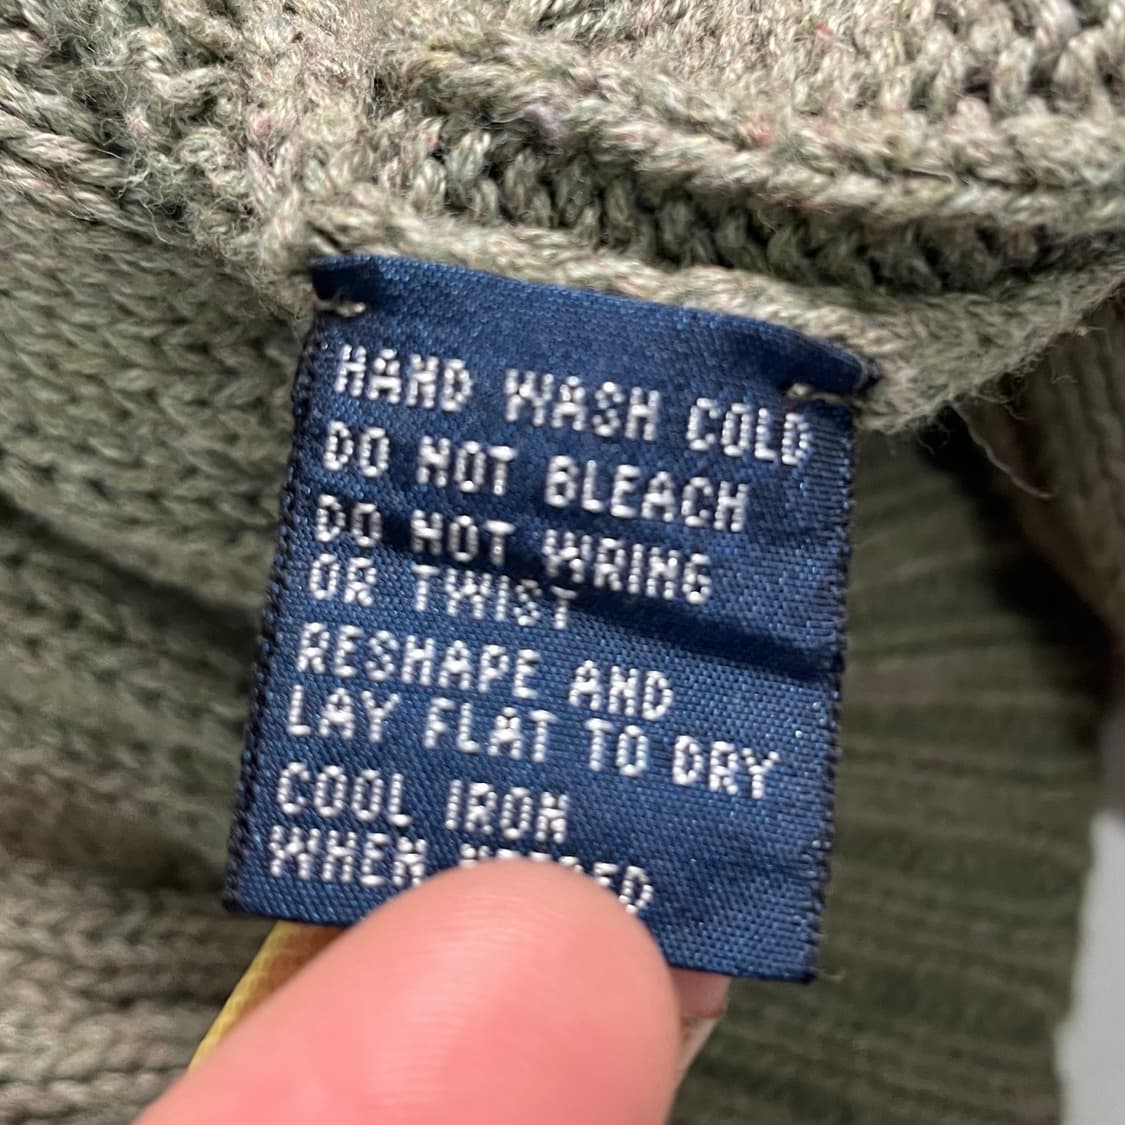 HAND WASH COLD
DO NOT BLEACH
DO NOT WRING
OR TWIST
RESHAPE AND
LAY FLAT TO DRY
COOL IRON
WHEN NEEDED